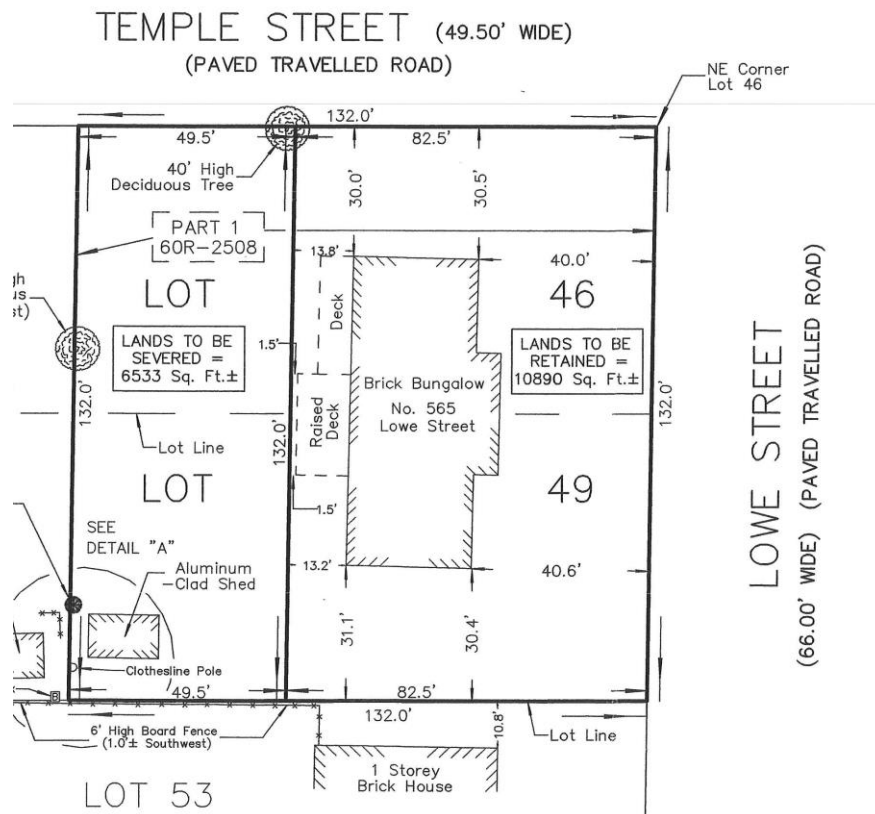 TEMPLE STREET (49.50' WIDE)
(PAVED TRAVELLED ROAD)
NE Corner
Lot 46
132.0'
49.5'
82.5'
40' High
Deciduous Tree
30.0'
30.5'
PART 1
60R-2508
13.8'
40.0'
LOT
46
Deck
LANDS TO BE
SEVERED =
6533 Sq. Ft.±
1.5'
LANDS TO BE
RETAINED =
10890 Sq. Ft.±
Brick Bungalow
No. 565
Lowe Street
132.0'
132.0'
132.0'
Raised
Deck
Lot Line
LOT
49
1.5'
SEE
DETAIL "A"
Aluminum
-Clad Shed
13.2'
40.6'
31.1'
30.4'
Clothesline Pole
B
49.5'
82.5'
132.0'
10.8'
6' High Board Fence
(1.0'± Southwest)
Lot Line
1 Storey
Brick House
LOT 53
LOWE STREET
(66.00' WIDE) (PAVED TRAVELLED ROAD)